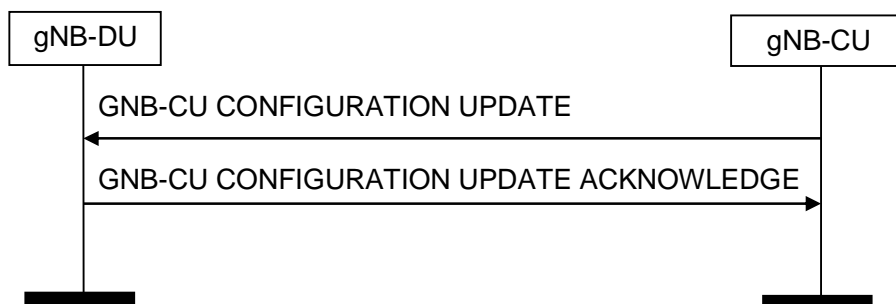 gNB-DU
gNB-CU
GNB-CU CONFIGURATION UPDATE
GNB-CU CONFIGURATION UPDATE ACKNOWLEDGE